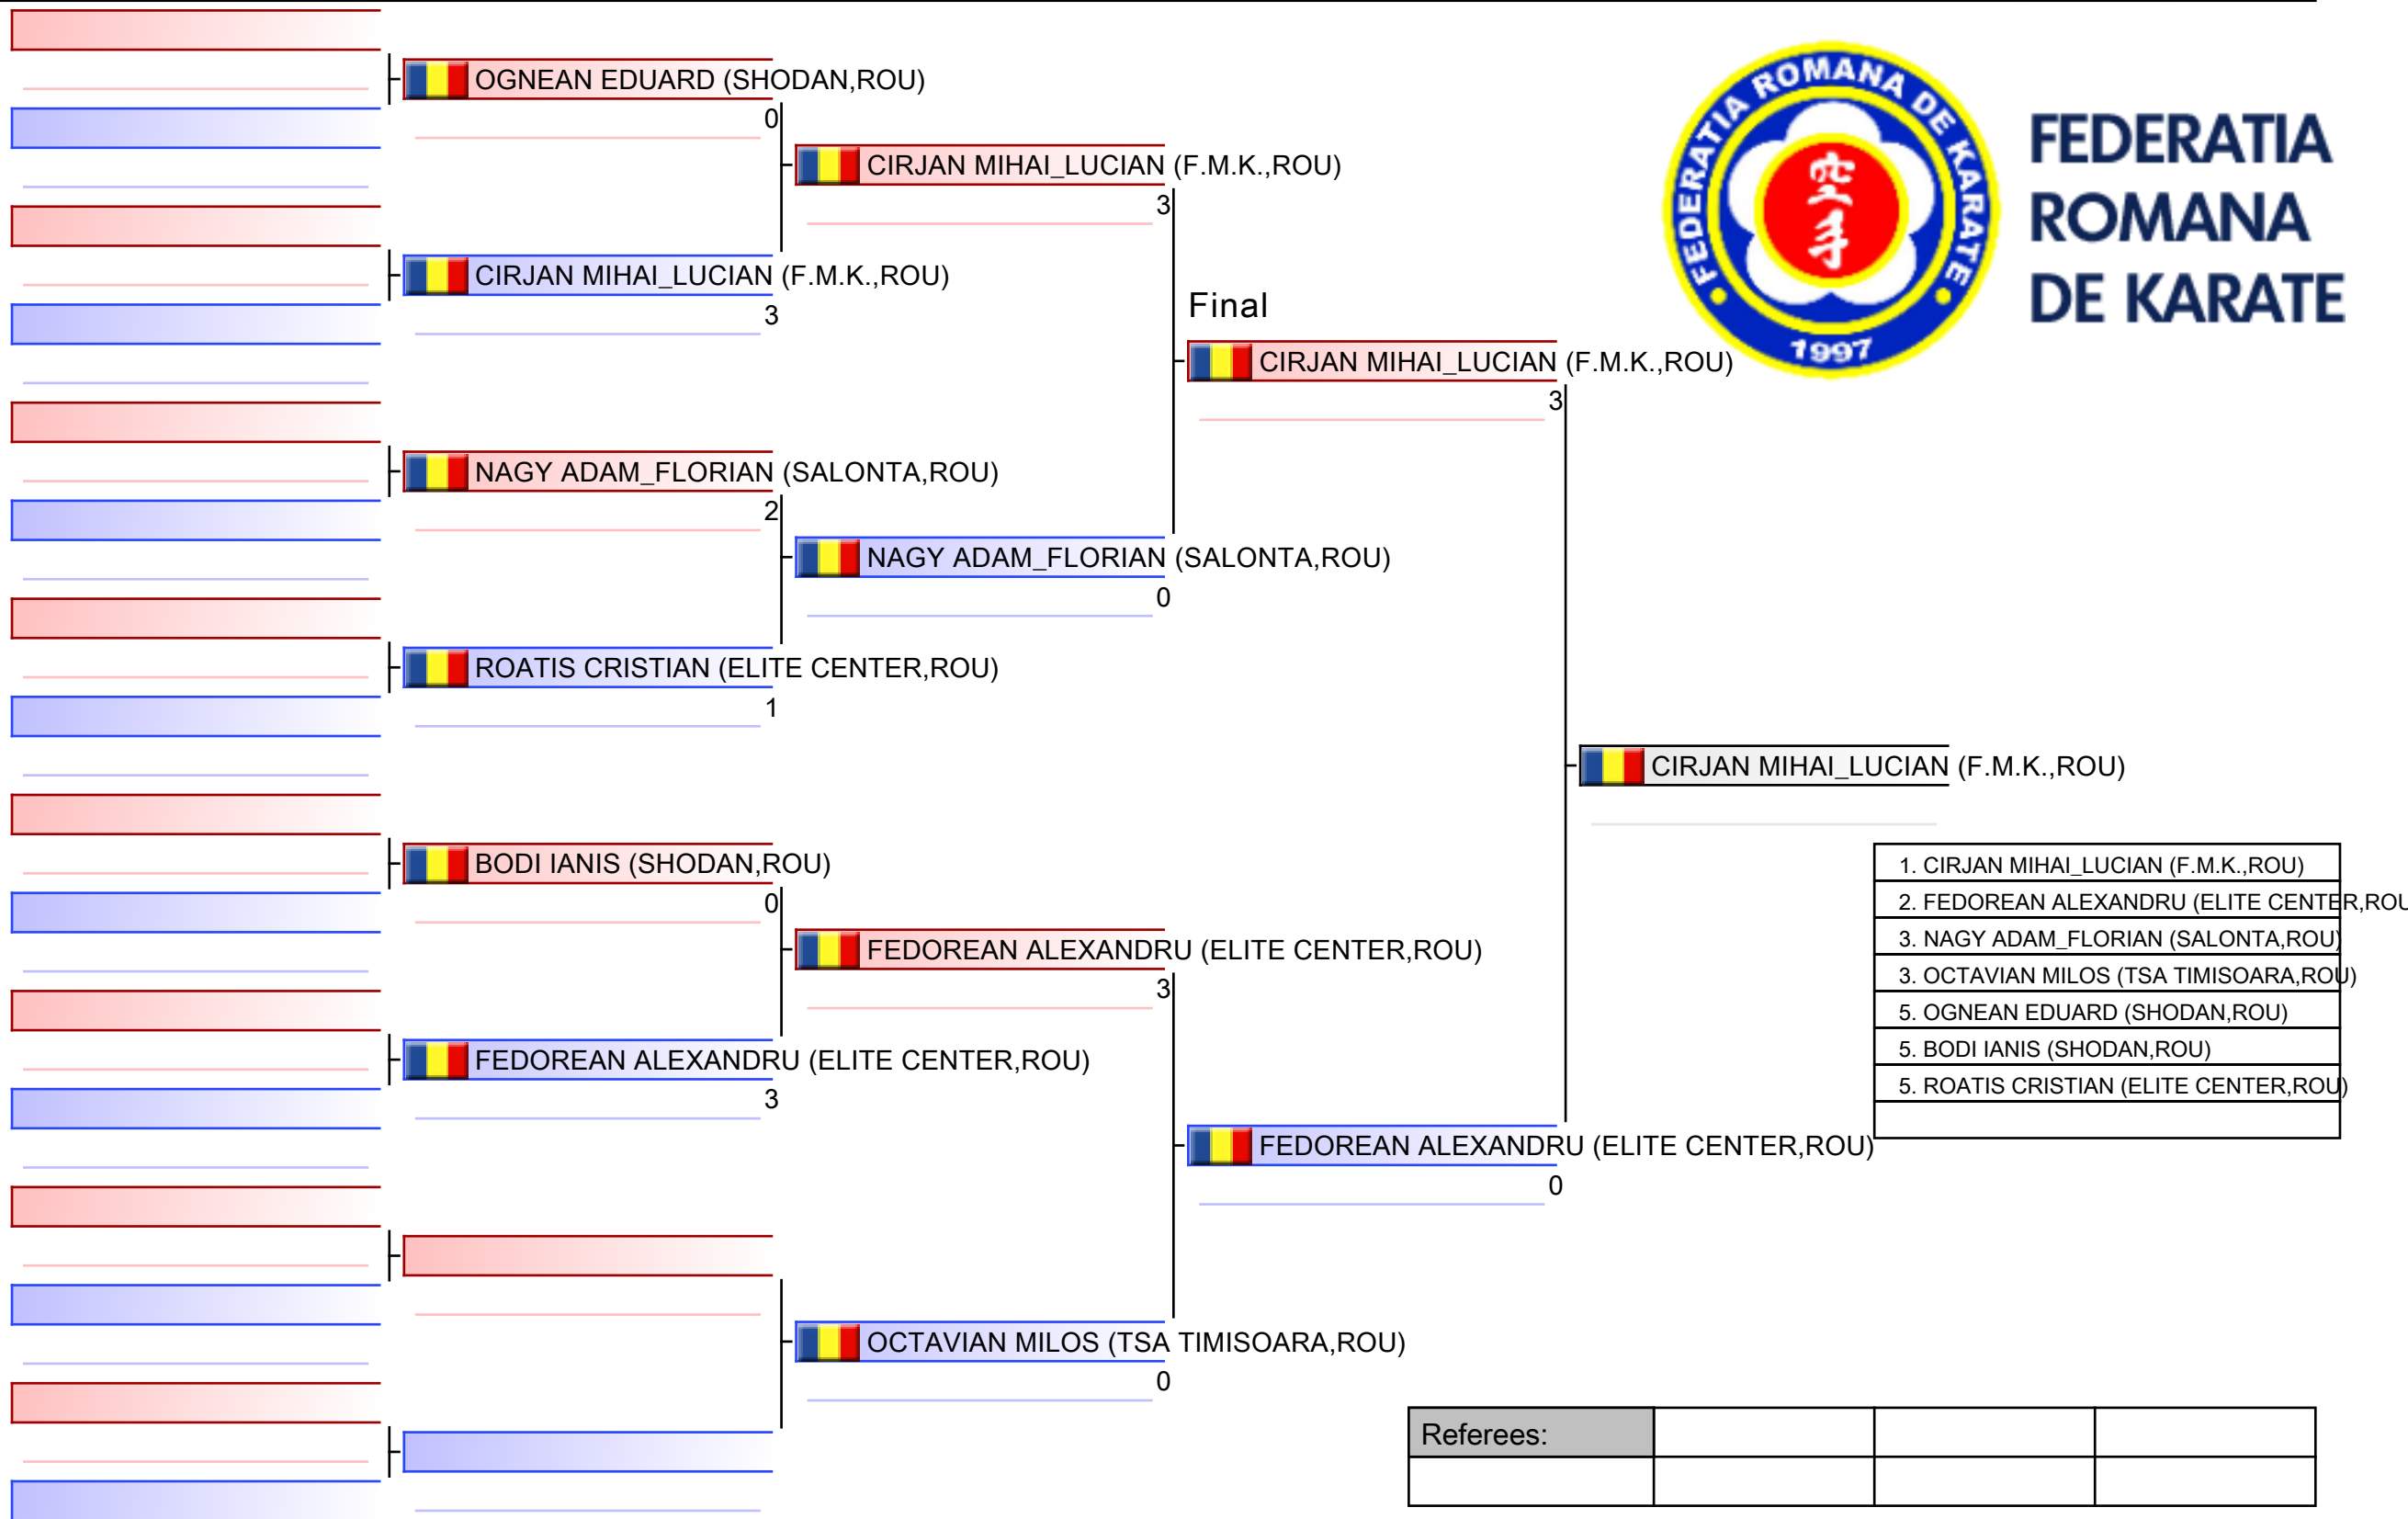 OGNEAN EDUARD (SHODAN,ROU)
0
CIRJAN MIHAI_LUCIAN (F.M.K.,ROU)
3
CIRJAN MIHAI_LUCIAN (F.M.K.,ROU)
3
Final
CIRJAN MIHAI_LUCIAN (F.M.K.,ROU)
3
NAGY ADAM_FLORIAN (SALONTA,ROU)
2
NAGY ADAM_FLORIAN (SALONTA,ROU)
0
ROATIS CRISTIAN (ELITE CENTER,ROU)
1
CIRJAN MIHAI_LUCIAN (F.M.K.,ROU)
BODI IANIS (SHODAN,ROU)
0
FEDOREAN ALEXANDRU (ELITE CENTER,ROU)
3
FEDOREAN ALEXANDRU (ELITE CENTER,ROU)
3
FEDOREAN ALEXANDRU (ELITE CENTER,ROU)
0
OCTAVIAN MILOS (TSA TIMISOARA,ROU)
0
FEDERATIA ROMANA DE KARATE
空手
1997
FEDERATIA
ROMANA
DE KARATE
1. CIRJAN MIHAI_LUCIAN (F.M.K.,ROU)
2. FEDOREAN ALEXANDRU (ELITE CENTER,ROU
3. NAGY ADAM_FLORIAN (SALONTA,ROU)
3. OCTAVIAN MILOS (TSA TIMISOARA,ROU)
5. OGNEAN EDUARD (SHODAN,ROU)
5. BODI IANIS (SHODAN,ROU)
5. ROATIS CRISTIAN (ELITE CENTER,ROU)
Referees: